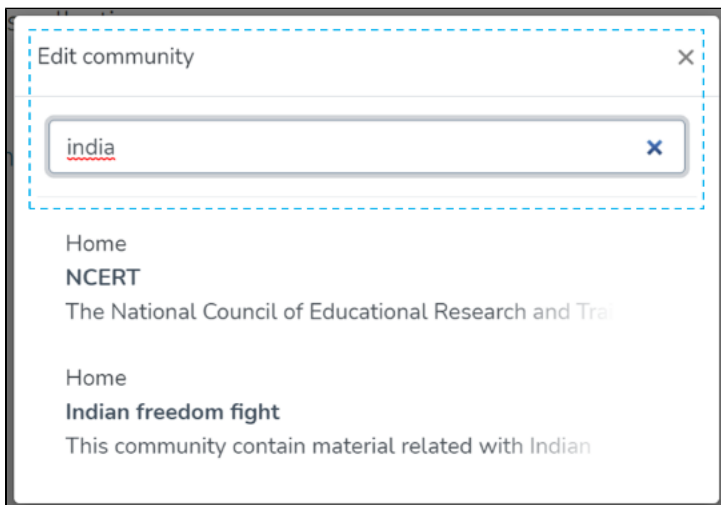 Edit community
india
Home
NCERT
The National Council of Educational Research and
Home
Indian freedom fight
This community contain material related with Indian